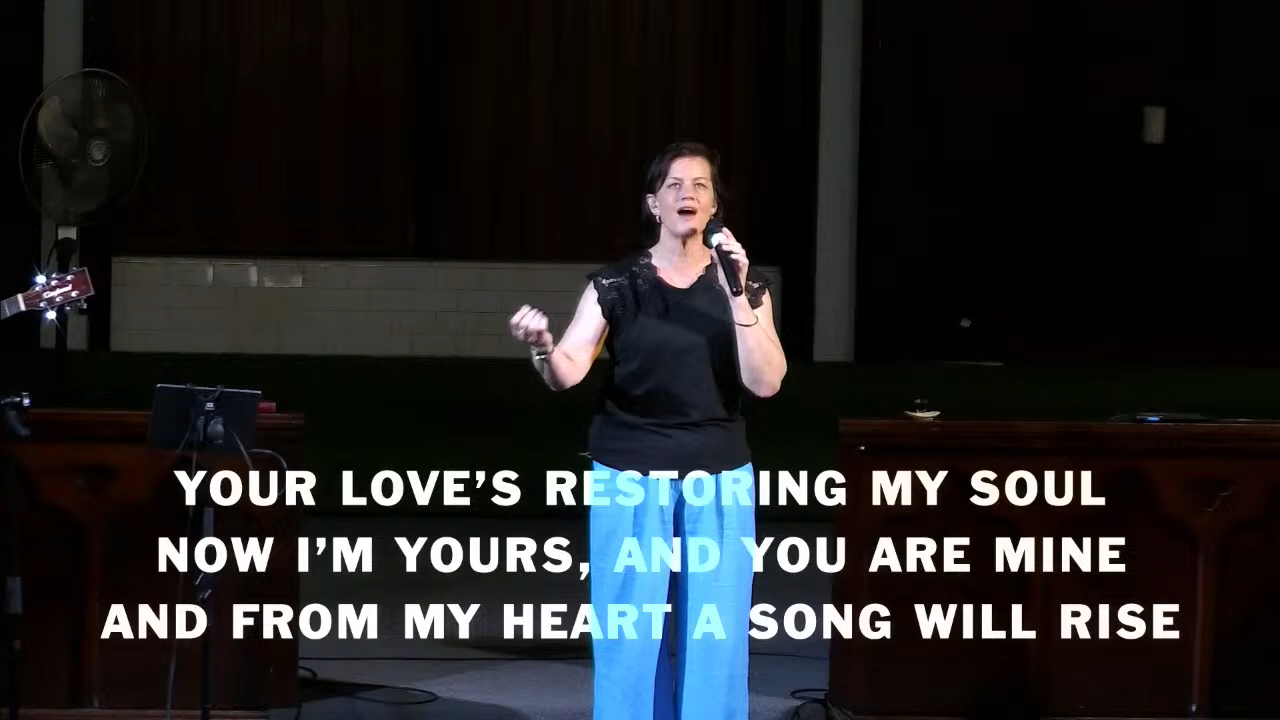 YOUR LOVE’S RESTORING MY SOUL
NOW I’M YOURS, AND YOU ARE MINE
AND FROM MY HEART A SONG WILL RISE